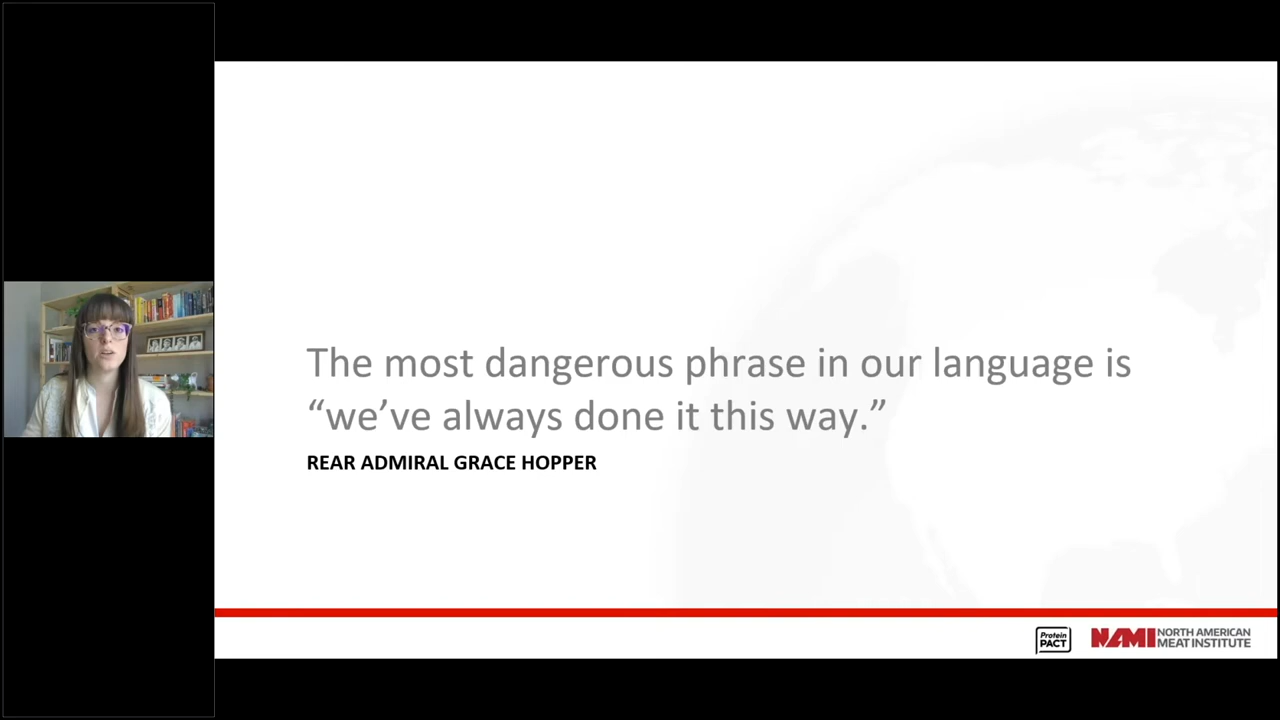 The most dangerous phrase in our language is
“we’ve always done it this way.”
REAR ADMIRAL GRACE HOPPER
Protein
PACT
NAMI NORTH AMERICAN
MEAT INSTITUTE